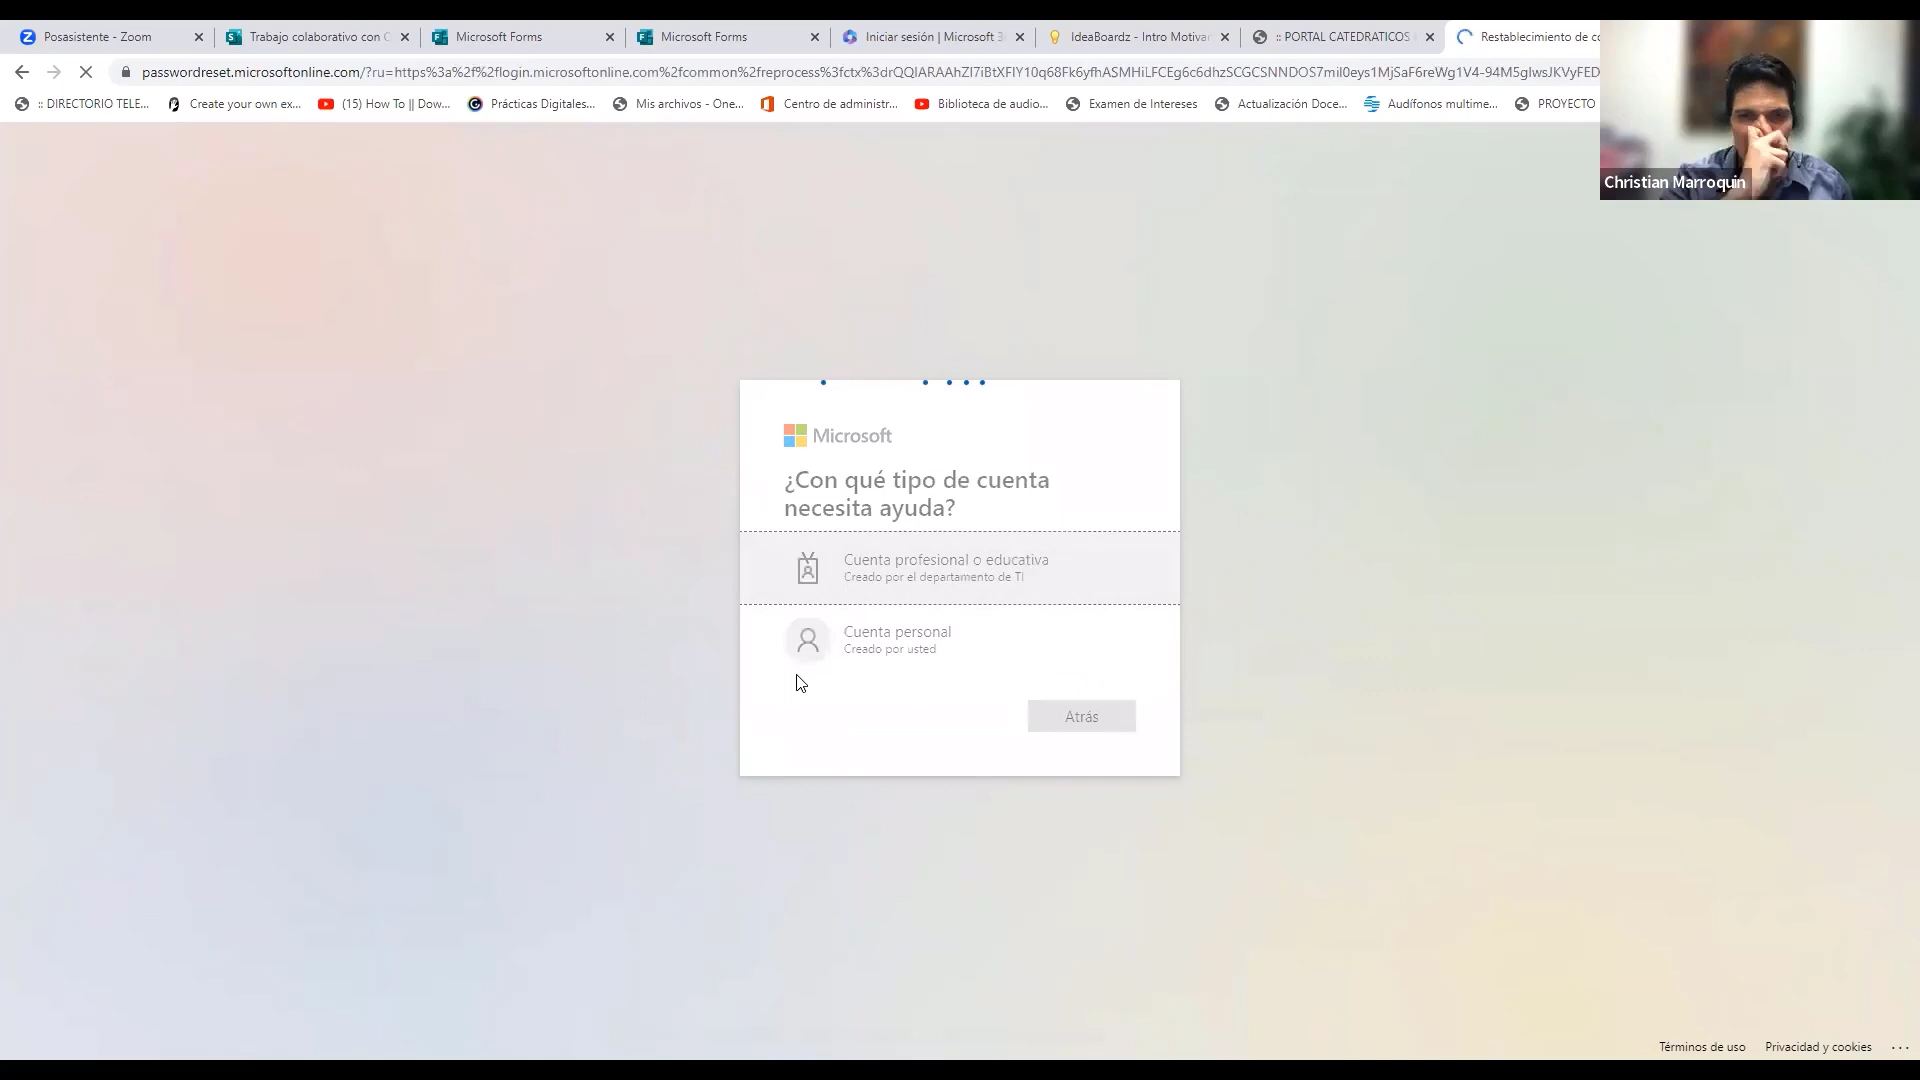 Posasistente - Zoom
Trabajo colaborativo con
Microsoft Forms
Microsoft Forms
Iniciar sesión | Microsoft 3
IdeaBoardz - Intro Motivar
:: PORTAL CATEDRATICOS
Restablecimiento de co
passwordreset.microsoftonline.com/?ru=https%3a%2f%2flogin.microsoftonline.com%2fcommon%2freprocess%3fctx%3d
:: DIRECTORIO TELE...
Create your own ex...
(15) How To || Dow...
Prácticas Digitales...
Mis archivos - One...
Centro de administr...
Biblioteca de audio...
Examen de Intereses
Actualización Doce...
Audífonos multime...
PROYECTO
Christian Marroquin
Microsoft
¿Con qué tipo de cuenta
necesita ayuda?
Cuenta profesional o educativa
Creado por el departamento de TI
Cuenta personal
Creado por usted
Atrás
Términos de uso
Privacidad y cookies
...